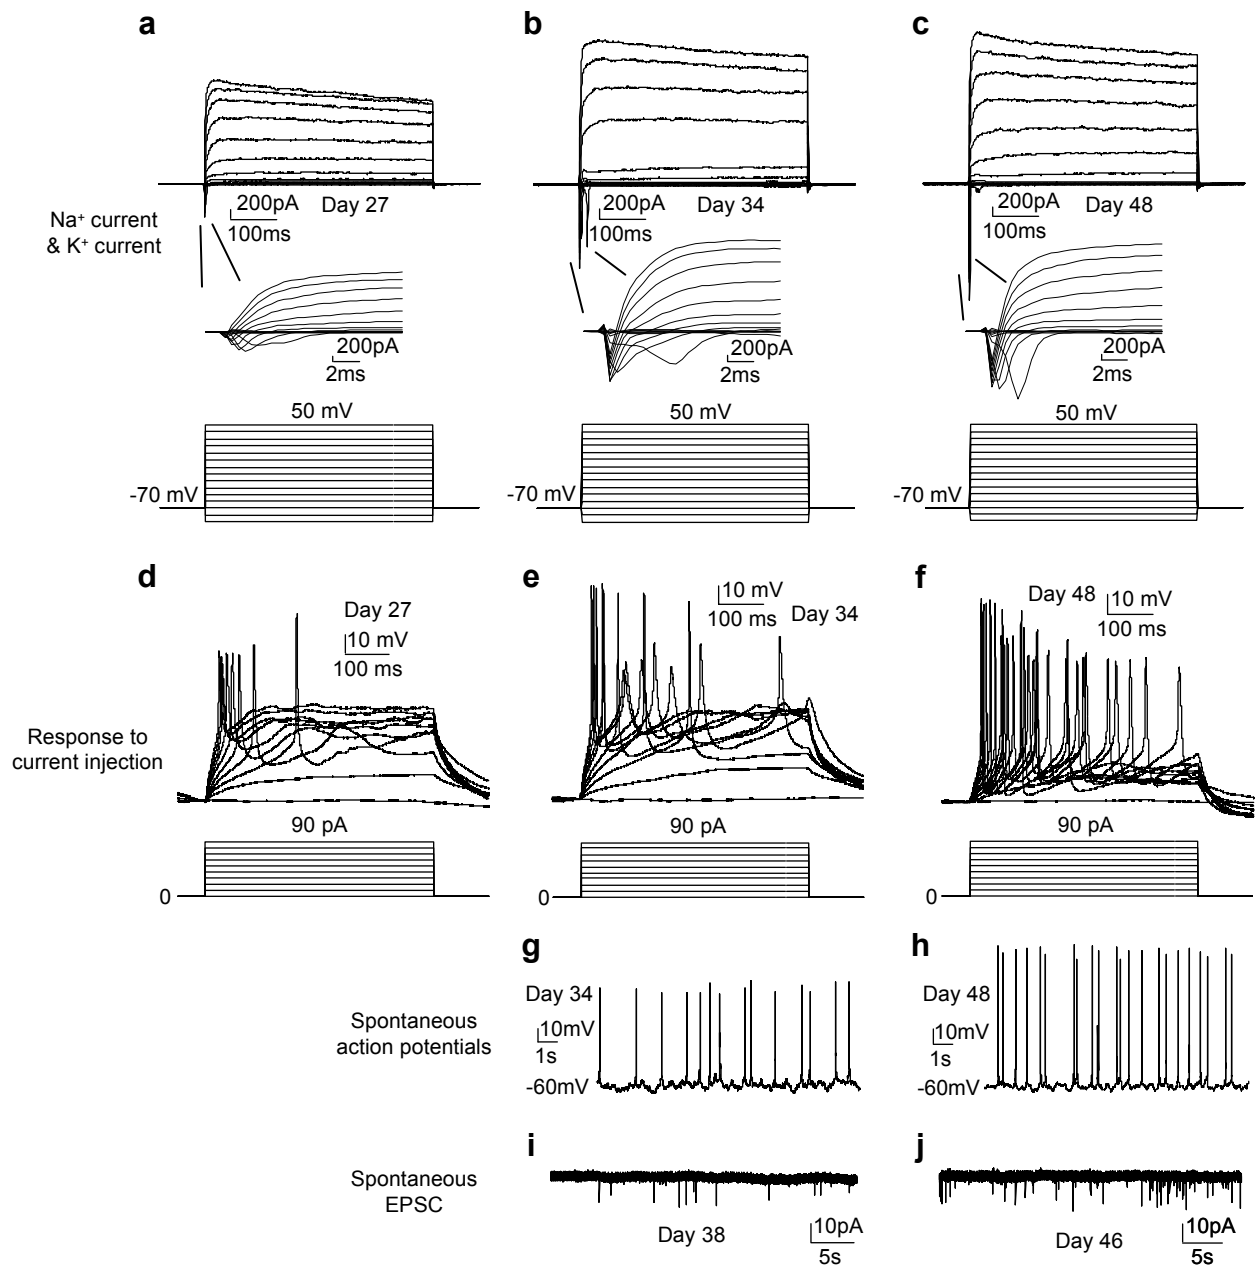 a
b
c
Na⁺ current
& K⁺ current
200pA
100ms
Day 27
200pA
100ms
Day 34
200pA
100ms
Day 48
200pA
2ms
200pA
2ms
200pA
2ms
50 mV
-70 mV
50 mV
-70 mV
50 mV
-70 mV
d
e
f
Response to
current injection
Day 27
10 mV
100 ms
10 mV
100 ms
Day 34
Day 48
10 mV
100 ms
90 pA
0
90 pA
0
90 pA
0
g
h
Spontaneous
action potentials
Day 34
10mV
1s
-60mV
Day 48
10mV
1s
-60mV
i
j
Spontaneous
EPSC
Day 38
10pA
5s
Day 46
10pA
5s